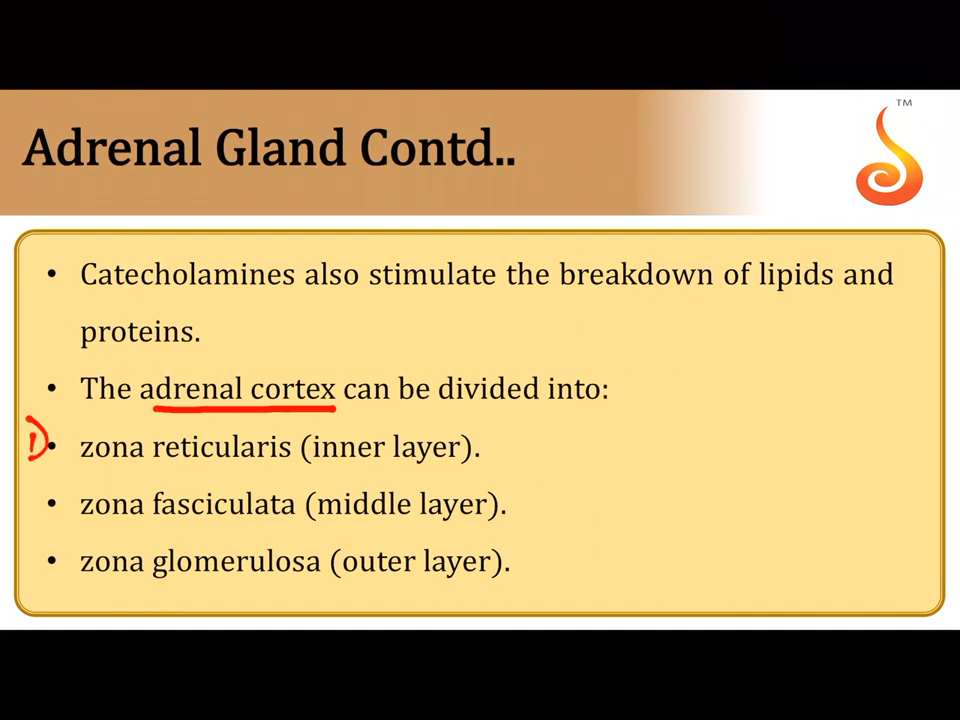 TM
Adrenal Gland Contd..
• Catecholamines also stimulate the breakdown of lipids and
proteins.
• The adrenal cortex can be divided into:
1) • zona reticularis (inner layer).
• zona fasciculata (middle layer).
• zona glomerulosa (outer layer).